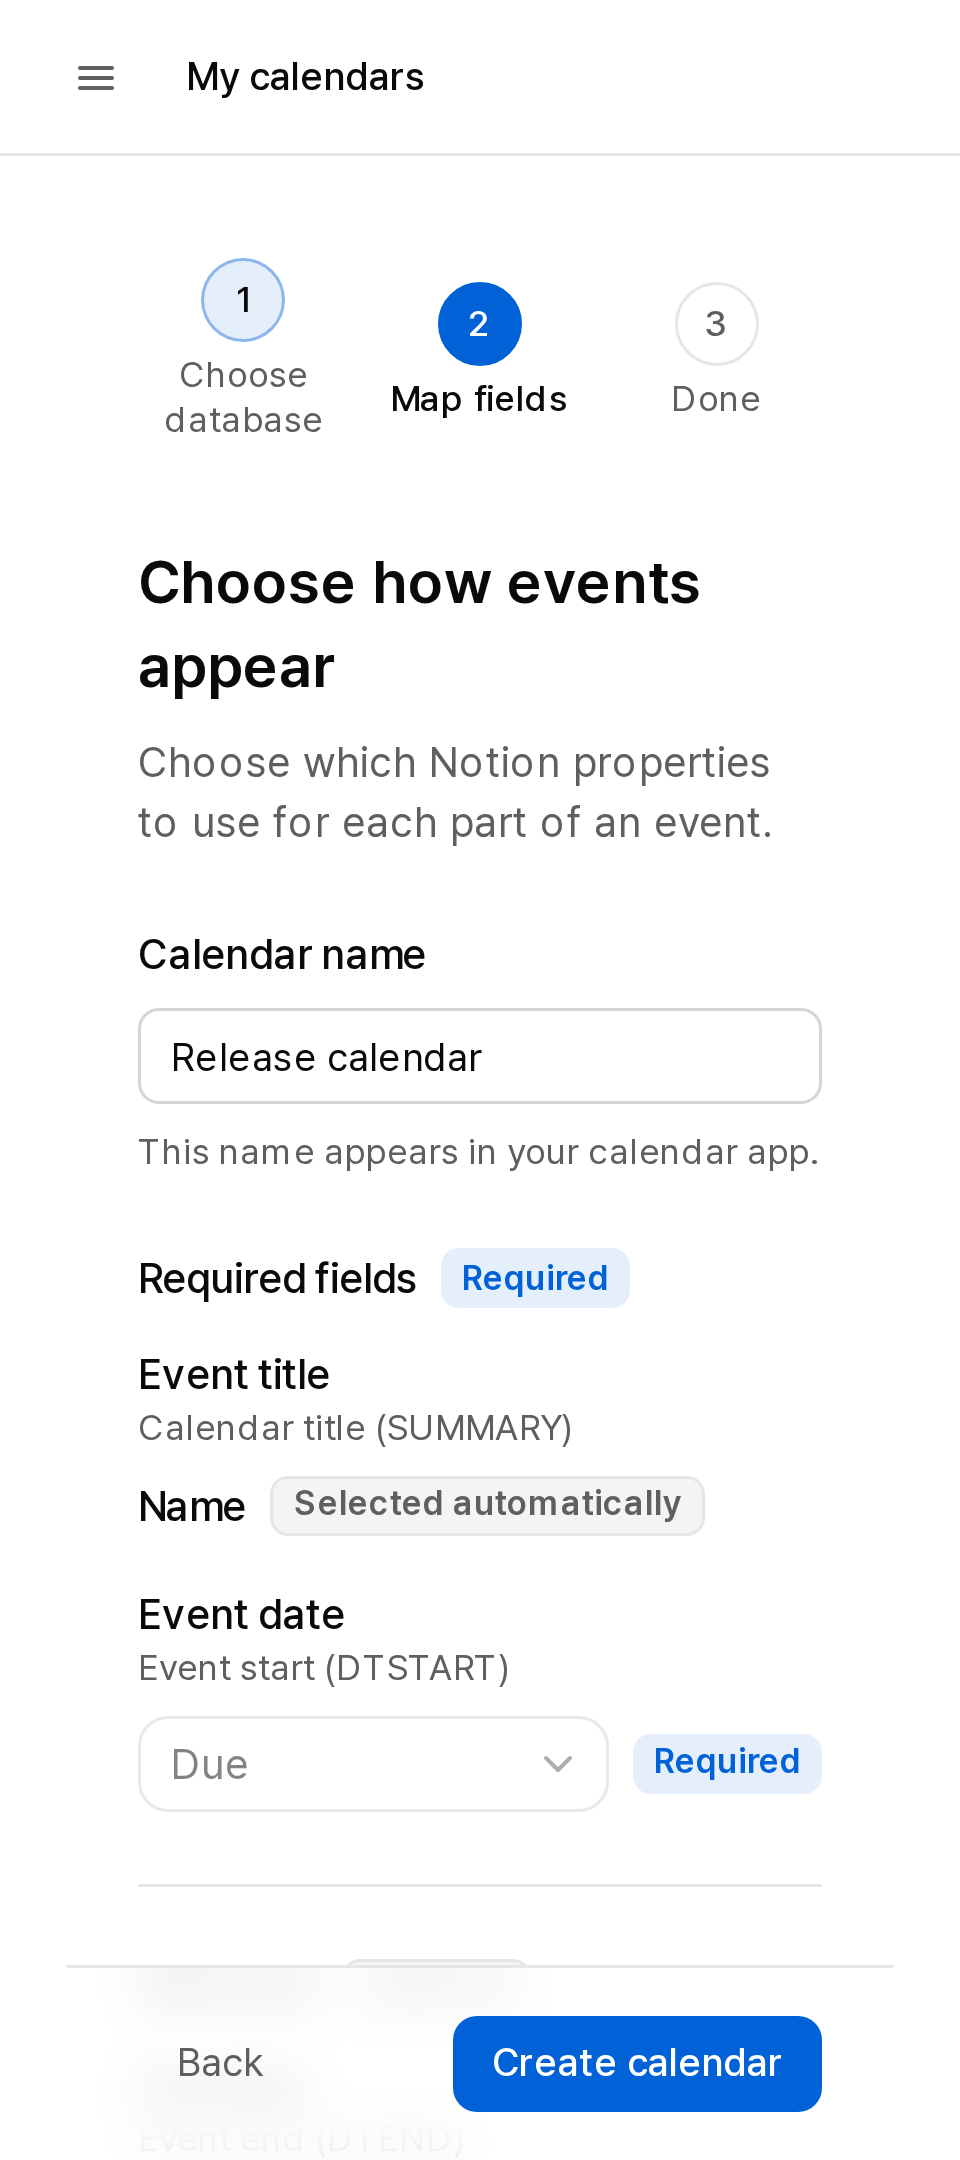 My calendars
1
Choose
database
2
Map fields
3
Done
Choose how events
appear
Choose which Notion properties
to use for each part of an event.
Calendar name
Release calendar
This name appears in your calendar app.
Required fields Required
Event title
Calendar title (SUMMARY)
Name Selected automatically
Event date
Event start (DTSTART)
Due Required
Back Create calendar
Event end (DTEND)